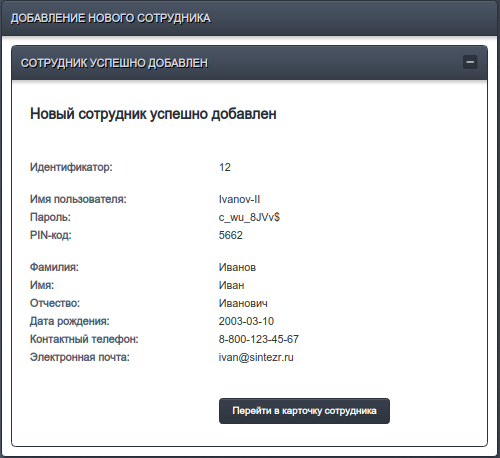 ДОБАВЛЕНИЕ НОВОГО СОТРУДНИКА
СОТРУДНИК УСПЕШНО ДОБАВЛЕН
Новый сотрудник успешно добавлен
Идентификатор: 12
Имя пользователя: Ivanov-II
Пароль: c_wu_8JVv$
PIN-код: 5662
Фамилия: Иванов
Имя: Иван
Отчество: Иванович
Дата рождения: 2003-03-10
Контактный телефон: 8-800-123-45-67
Электронная почта: ivan@sintezr.ru
Перейти в карточку сотрудника